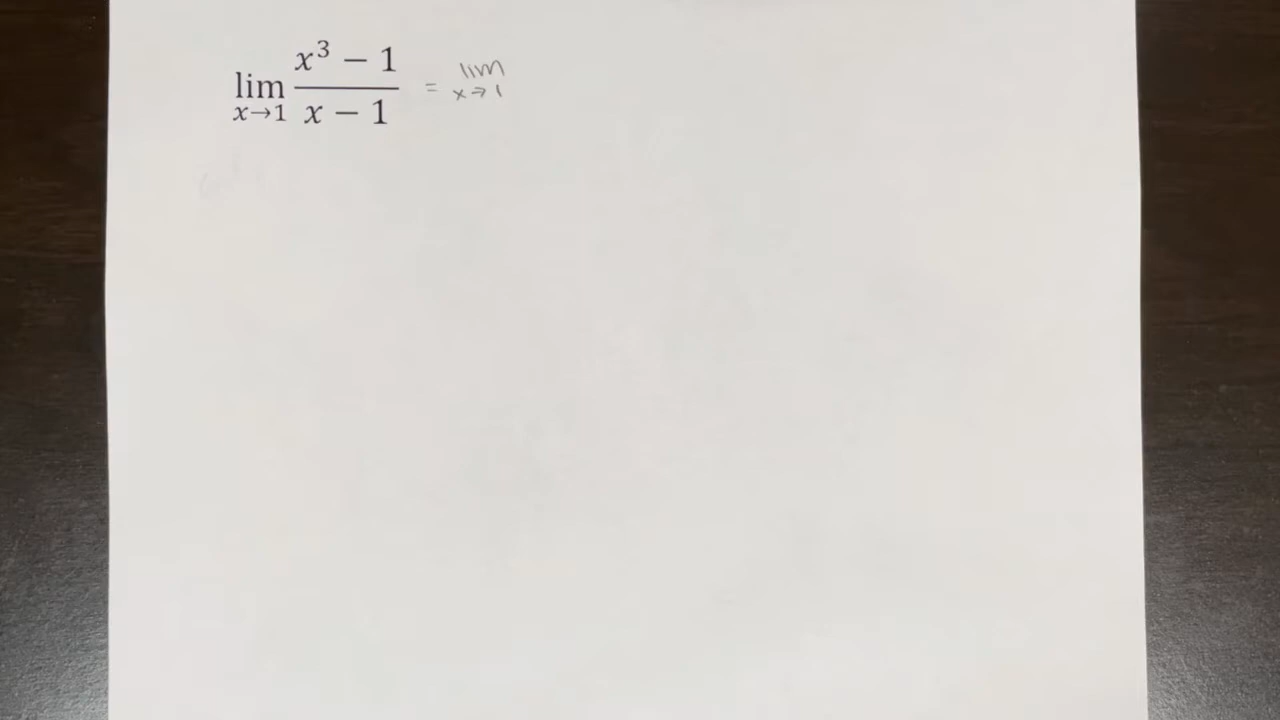 lim x→1 (x³ − 1)/(x − 1) = lim x→1